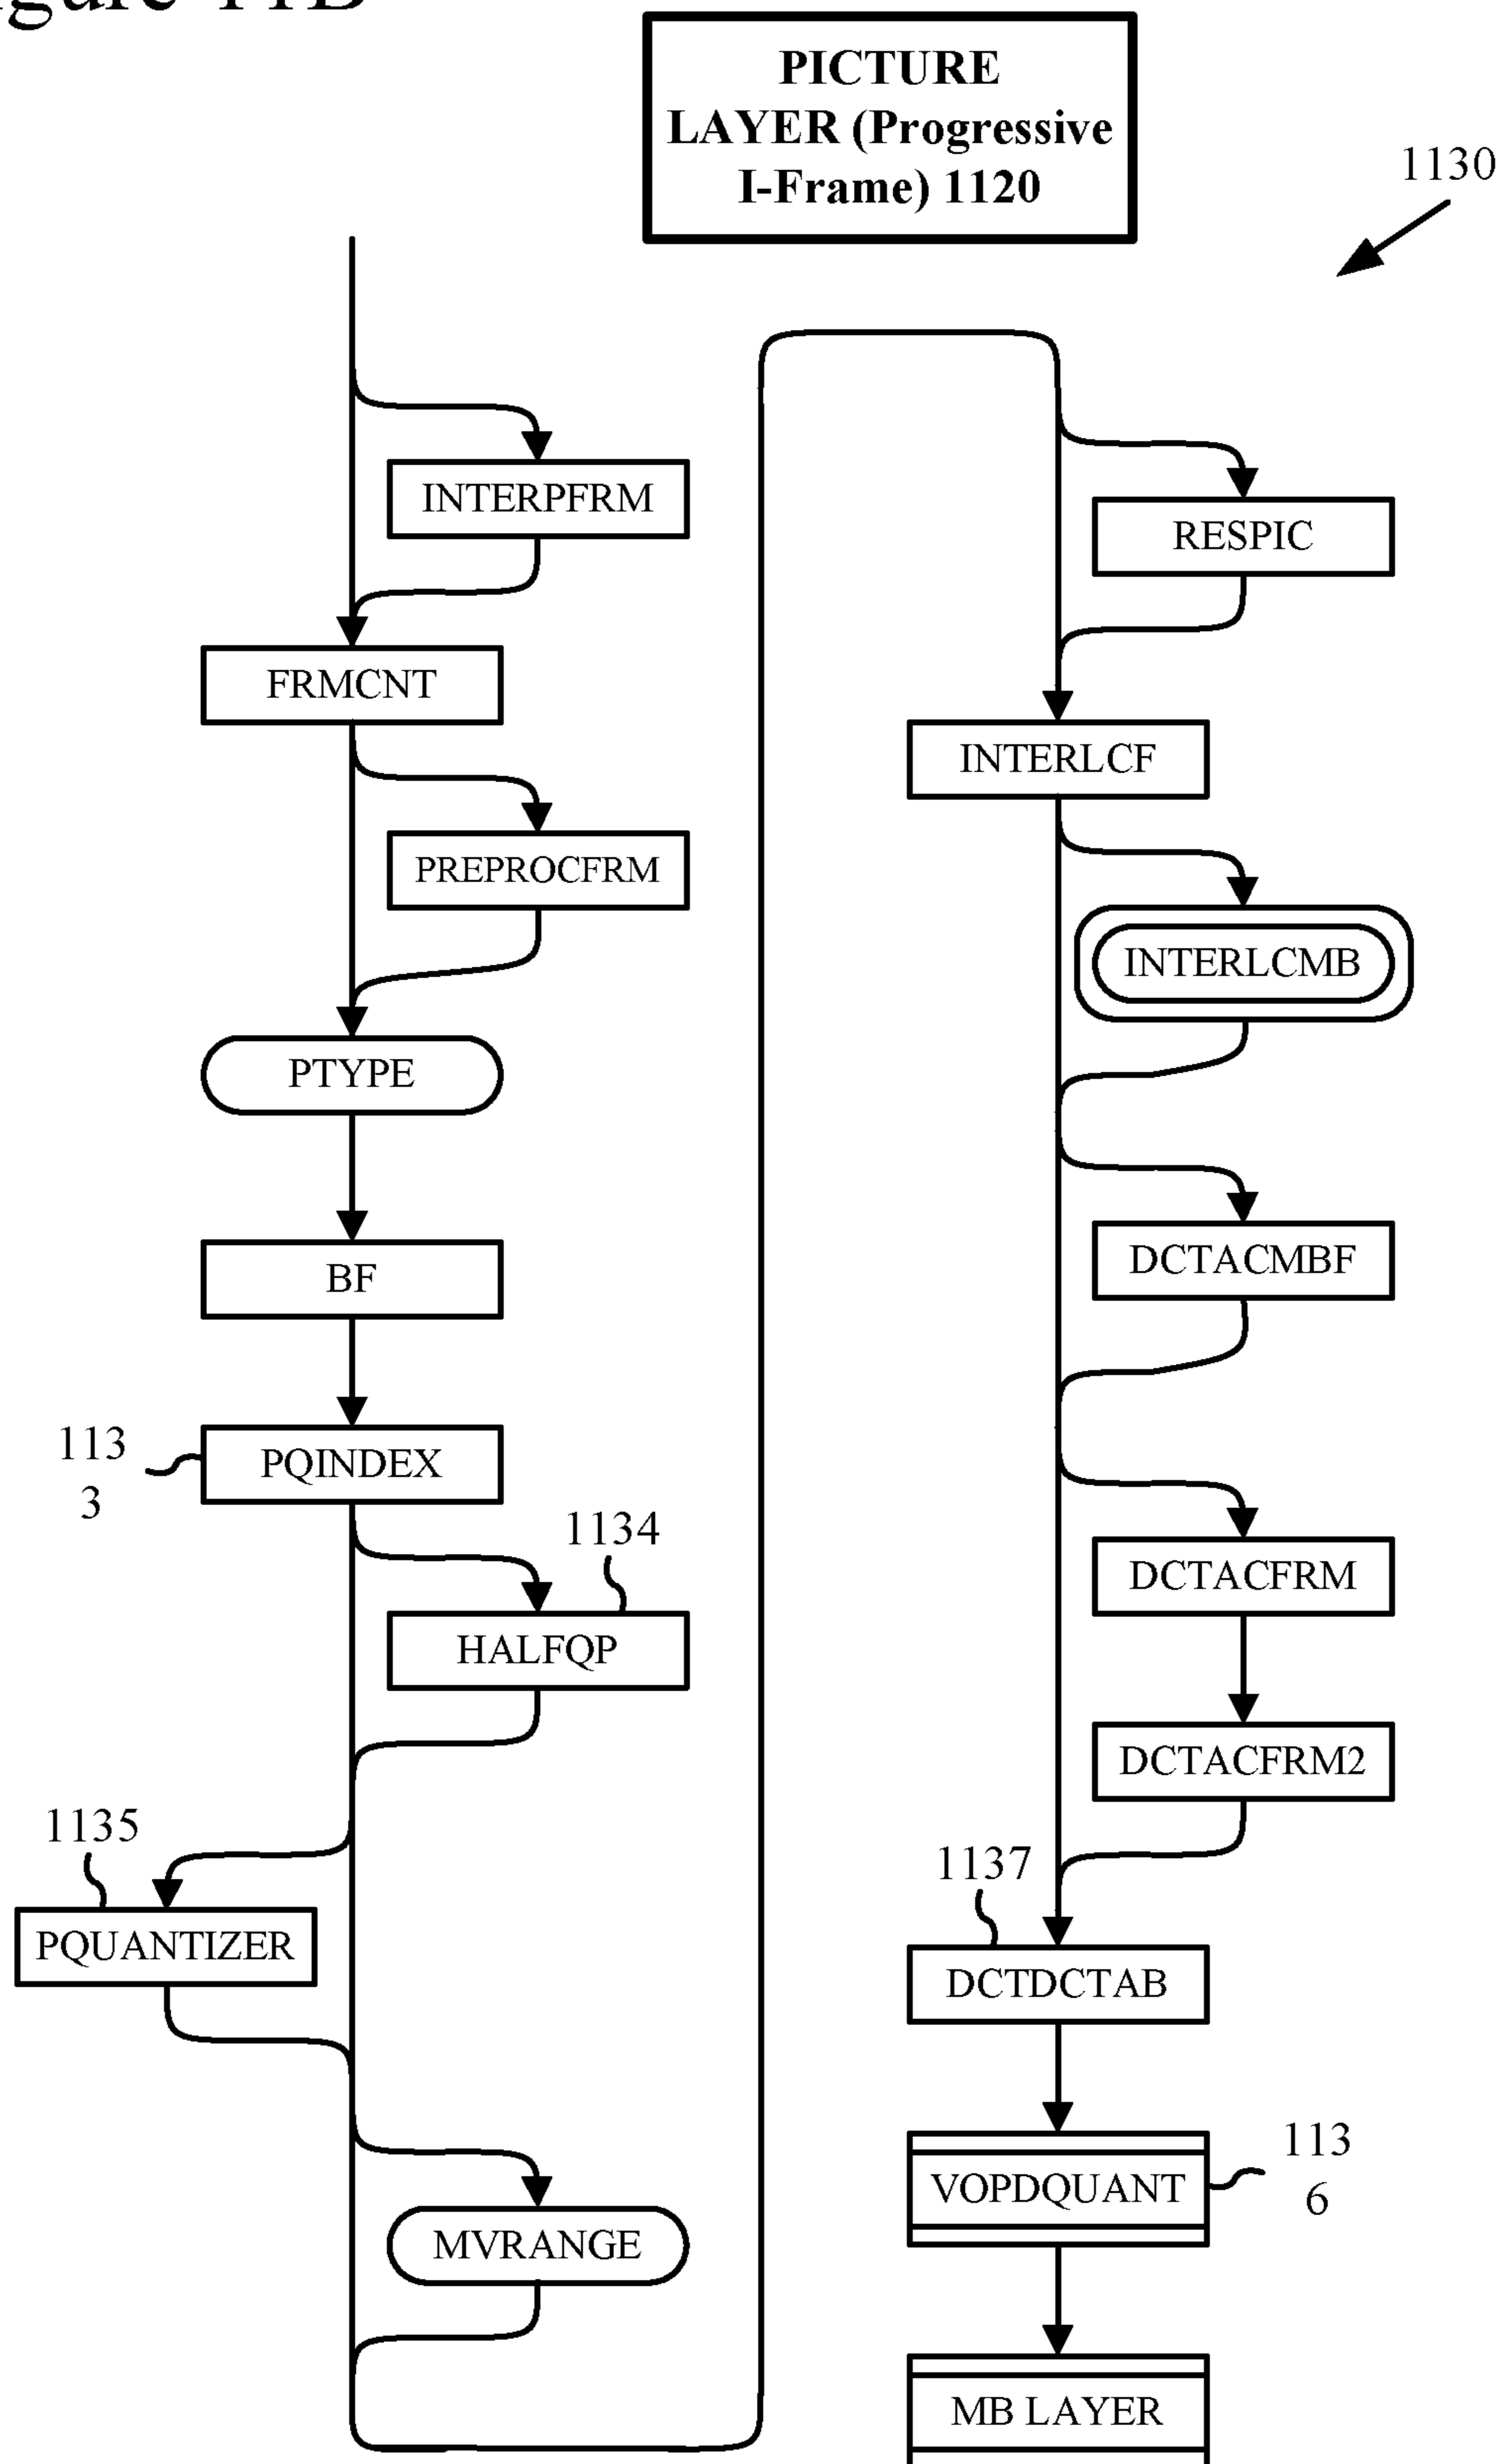 PICTURE
LAYER (Progressive
I-Frame) 1120
1130
INTERPFRM
FRMCNT
PREPROCFRM
PTYPE
BF
113
3
PQINDEX
1134
HALFQP
1135
PQUANTIZER
MVRANGE
RESPIC
INTERLCF
INTERLCMB
DCTACMBF
DCTACFRM
DCTACFRM2
1137
DCTDCTAB
VOPDQUANT
113
6
MB LAYER